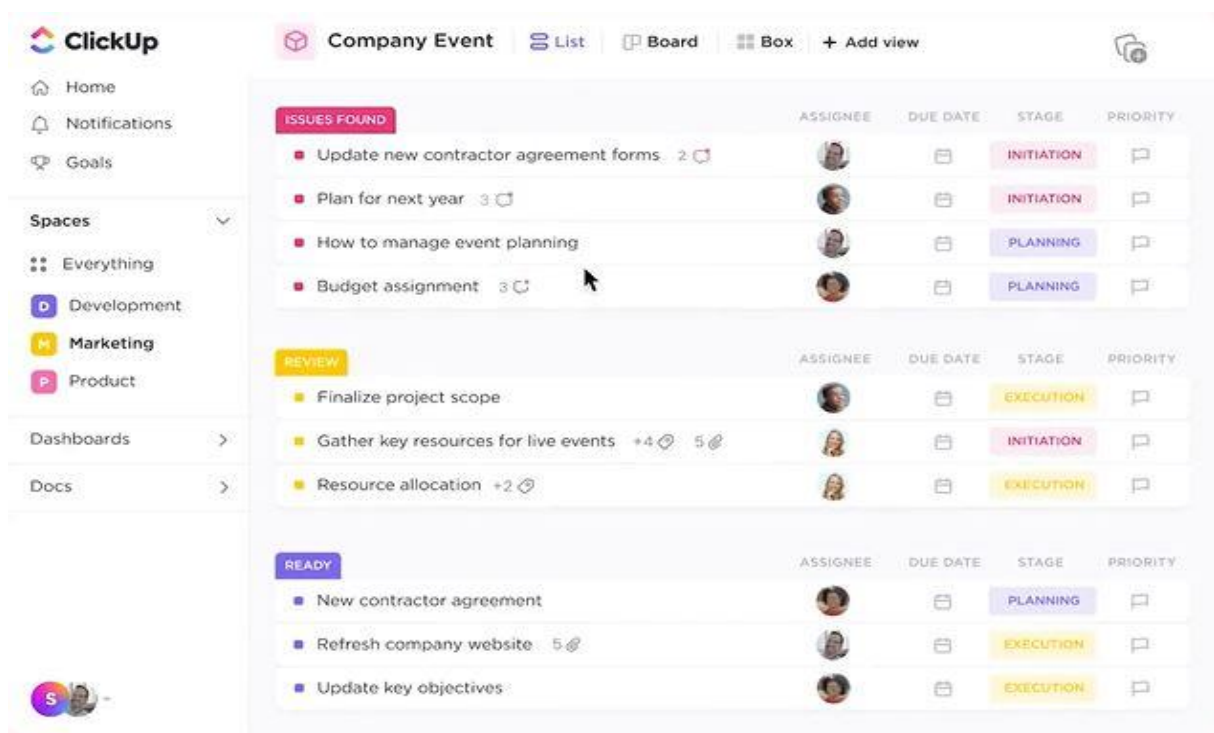 ClickUp
Company Event List Board Box + Add view
Home
Notifications
Goals
Spaces
Everything
D Development
M Marketing
P Product
Dashboards
Docs
S
ISSUES FOUND ASSIGNEE DUE DATE STAGE PRIORITY
Update new contractor agreement forms 2 INITIATION
Plan for next year 3 INITIATION
How to manage event planning PLANNING
Budget assignment 3 PLANNING
REVIEW ASSIGNEE DUE DATE STAGE PRIORITY
Finalize project scope EXECUTION
Gather key resources for live events +4 5 INITIATION
Resource allocation +2 EXECUTION
READY ASSIGNEE DUE DATE STAGE PRIORITY
New contractor agreement PLANNING
Refresh company website 5 EXECUTION
Update key objectives EXECUTION